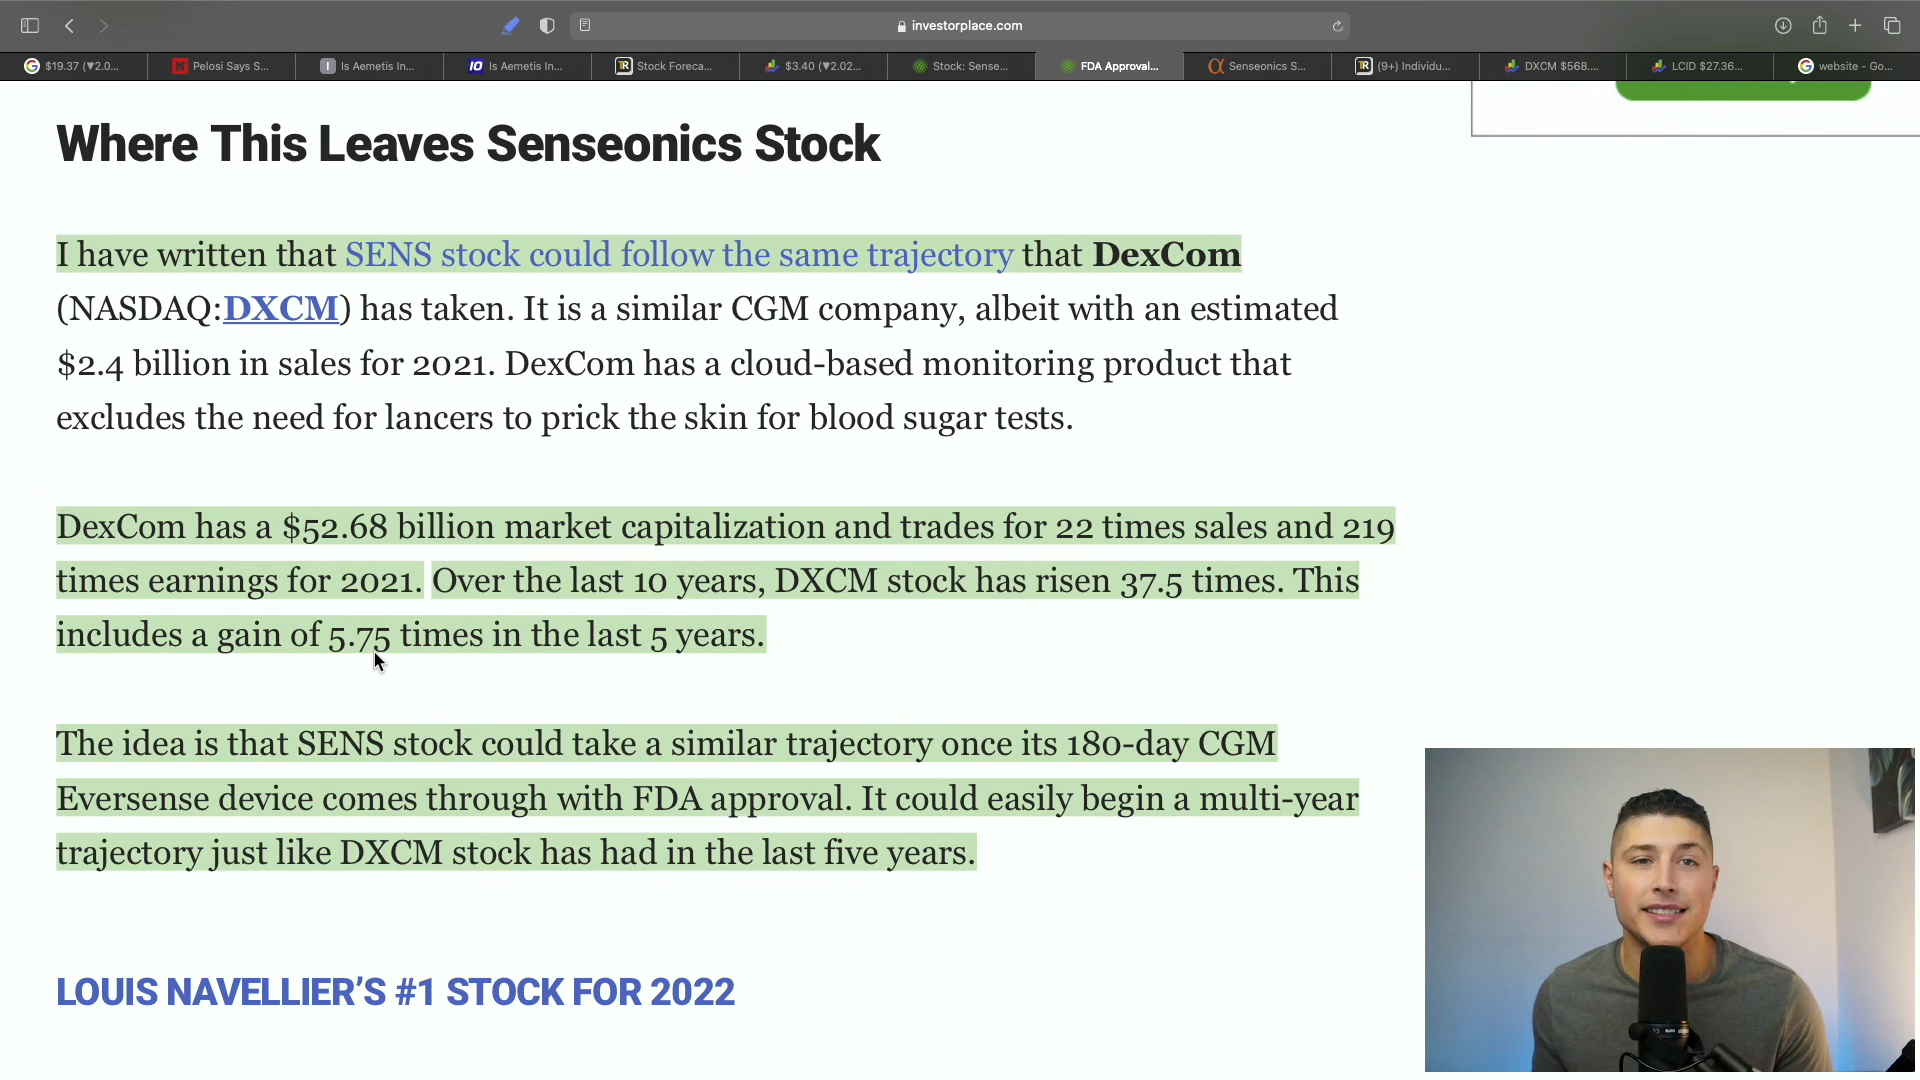 investorplace.com
$19.37 (▼2.0...
Pelosi Says S...
Is Aemetis In...
Is Aemetis In...
Stock Foreca...
$3.40 (▼2.02...
Stock: Sense...
FDA Approval...
Senseonics S...
(9+) Individu...
DXCM $568....
LCID $27.36...
website - Go...
Where This Leaves Senseonics Stock
I have written that SENS stock could follow the same trajectory that DexCom
(NASDAQ:DXCM) has taken. It is a similar CGM company, albeit with an estimated
$2.4 billion in sales for 2021. DexCom has a cloud-based monitoring product that
excludes the need for lancers to prick the skin for blood sugar tests.
DexCom has a $52.68 billion market capitalization and trades for 22 times sales and 219
times earnings for 2021. Over the last 10 years, DXCM stock has risen 37.5 times. This
includes a gain of 5.75 times in the last 5 years.
The idea is that SENS stock could take a similar trajectory once its 180-day CGM
Eversense device comes through with FDA approval. It could easily begin a multi-year
trajectory just like DXCM stock has had in the last five years.
LOUIS NAVELLIER’S #1 STOCK FOR 2022